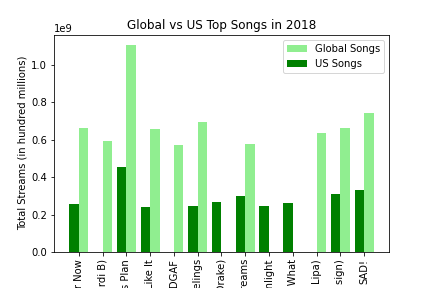 Global vs US Top Songs in 2018
1e9
Total Streams (in hundred millions)
1.0
0.8
0.6
0.4
0.2
0.0
Global Songs
US Songs
r Now
rdi B)
s Plan
ike It
DGAF
elings
Drake)
reams
nlight
What
Lipa)
sign)
SAD!